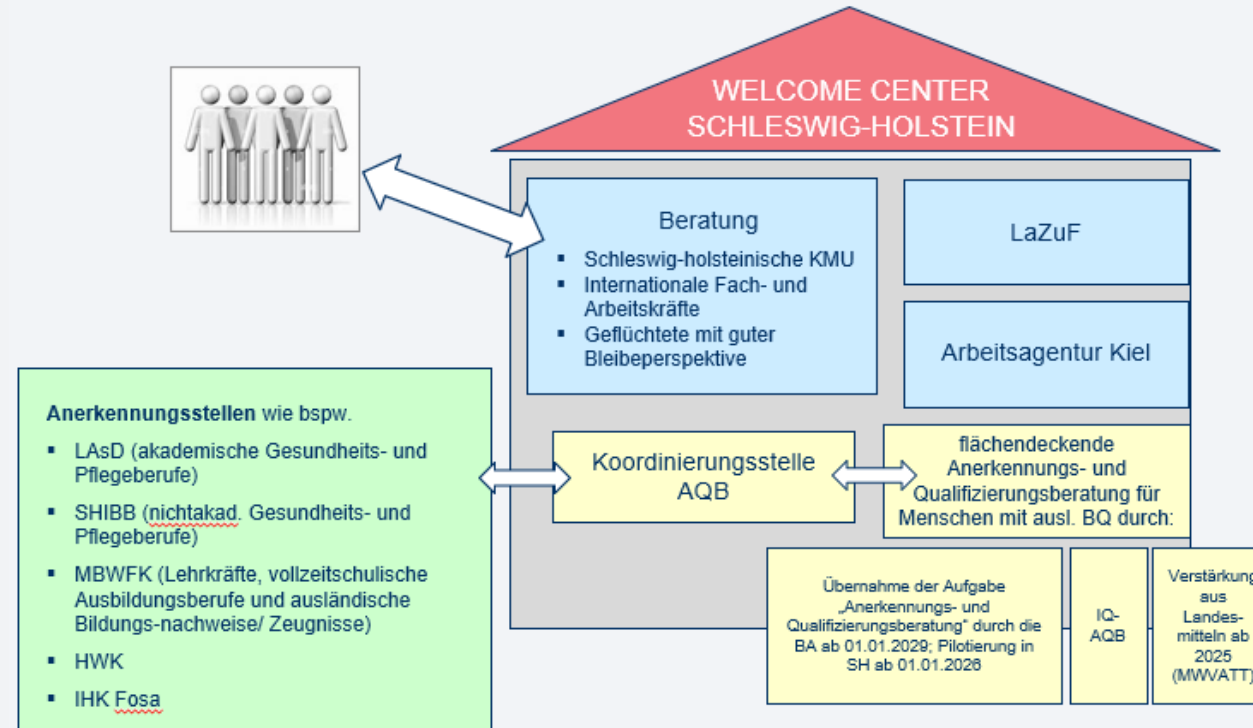 WELCOME CENTER
SCHLESWIG-HOLSTEIN
Beratung
▪ Schleswig-holsteinische KMU
▪ Internationale Fach- und
Arbeitskräfte
▪ Geflüchtete mit guter
Bleibeperspektive
LaZuF
Arbeitsagentur Kiel
Anerkennungsstellen wie bspw.
▪ LAsD (akademische Gesundheits- und
Pflegeberufe)
▪ SHIBB (nichtakad. Gesundheits- und
Pflegeberufe)
▪ MBWFK (Lehrkräfte, vollzeitschulische
Ausbildungsberufe und ausländische
Bildungs-nachweise/ Zeugnisse)
▪ HWK
▪ IHK Fosa
Koordinierungsstelle
AQB
flächendeckende
Anerkennungs- und
Qualifizierungsberatung für
Menschen mit ausl. BQ durch:
Übernahme der Aufgabe
„Anerkennungs- und
Qualifizierungsberatung“ durch die
BA ab 01.01.2029; Pilotierung in
SH ab 01.01.2026
IQ-
AQB
Verstärkung
aus
Landes-
mitteln ab
2025
(MWVATT)